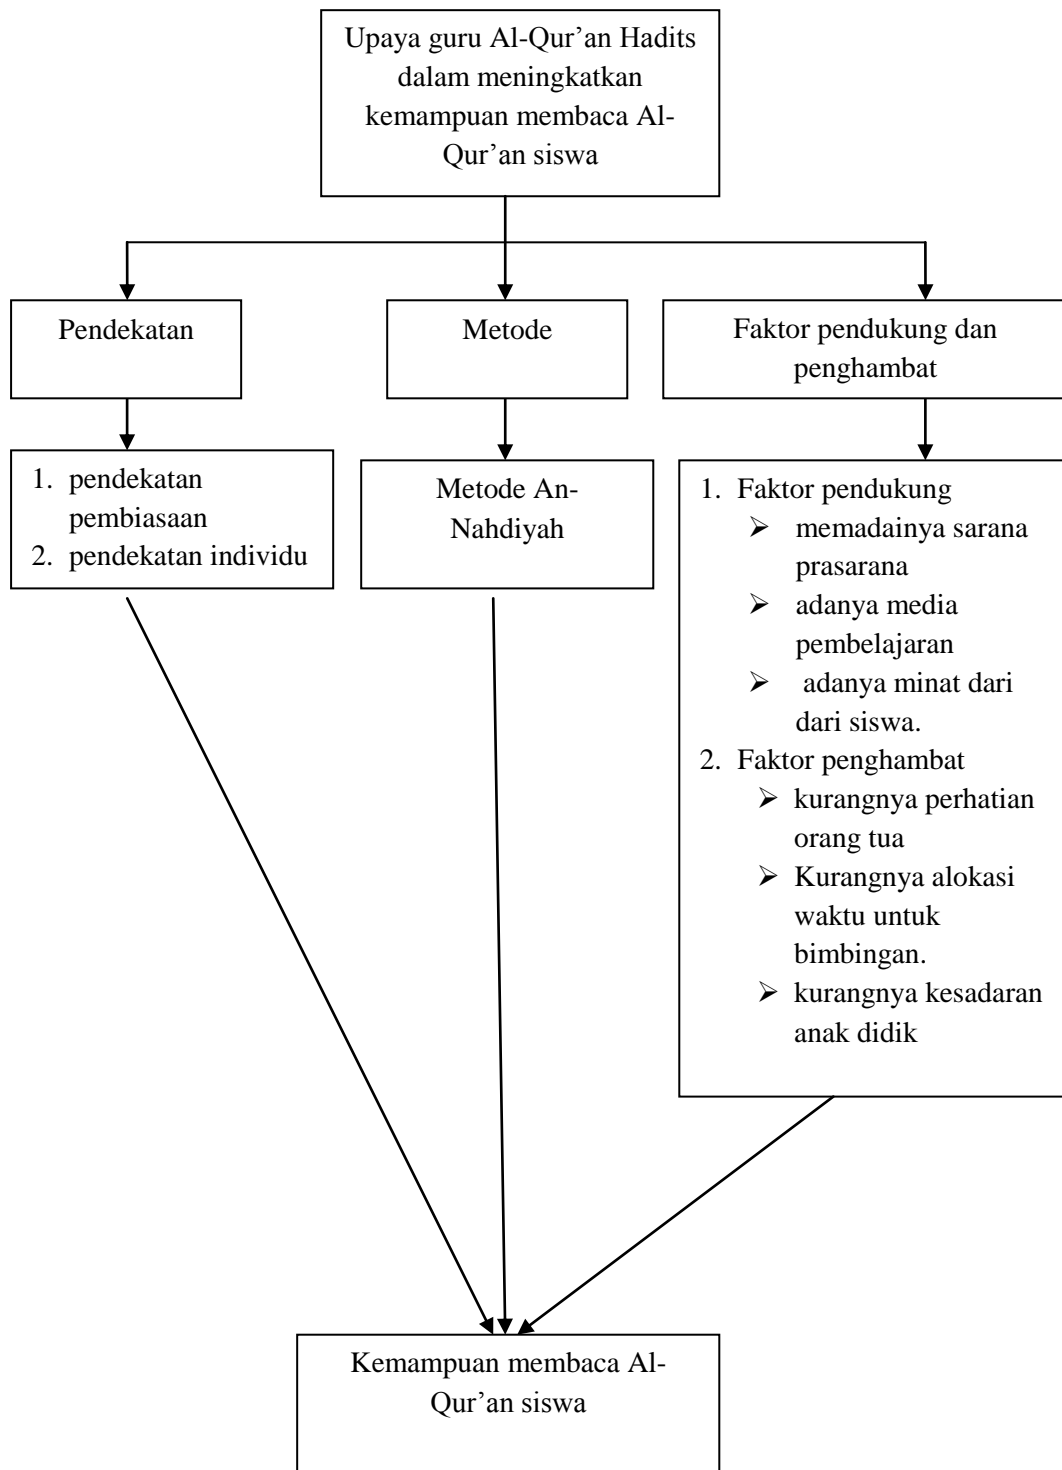 Upaya guru Al-Qur’an Hadits
dalam meningkatkan
kemampuan membaca Al-
Qur’an siswa
Pendekatan
Metode
Faktor pendukung dan
penghambat
1. pendekatan
pembiasaan
2. pendekatan individu
Metode An-
Nahdiyah
1. Faktor pendukung
➢ memadainya sarana
prasarana
➢ adanya media
pembelajaran
➢ adanya minat dari
dari siswa.
2. Faktor penghambat
➢ kurangnya perhatian
orang tua
➢ Kurangnya alokasi
waktu untuk
bimbingan.
➢ kurangnya kesadaran
anak didik
Kemampuan membaca Al-
Qur’an siswa